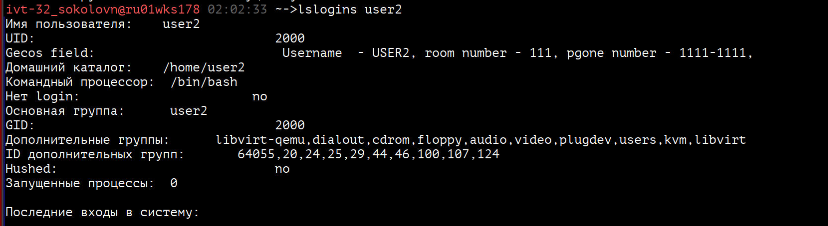 ivt-32_sokolovn@ru01wks178 02:02:33 ~->lslogins user2
Имя пользователя: user2
UID: 2000
Gecos field: Username - USER2, room number - 111, pgone number - 1111-1111,
Домашний каталог: /home/user2
Командный процессор: /bin/bash
Нет login: no
Основная группа: user2
GID: 2000
Дополнительные группы: libvirt-qemu,dialout,cdrom,floppy,audio,video,plugdev,users,kvm,libvirt
ID дополнительных групп: 64055,20,24,25,29,44,46,100,107,124
Hushed: no
Запущенные процессы: 0
Последние входы в систему: